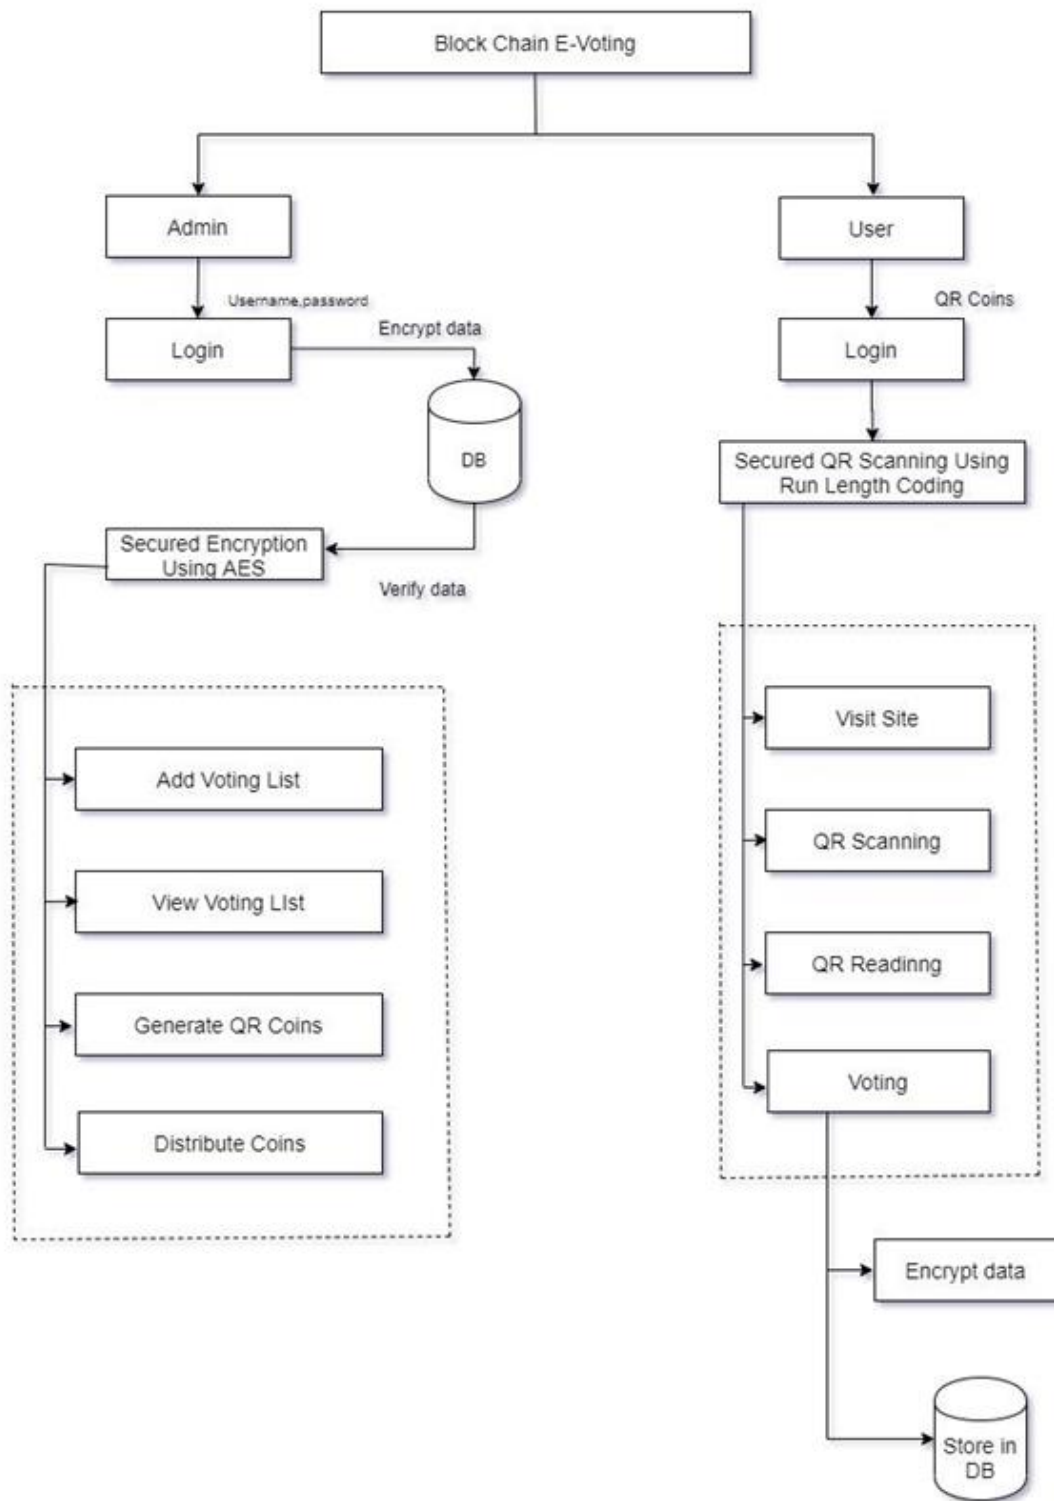 Block Chain E-Voting
Admin
User
Username,password
QR Coins
Encrypt data
Login
Login
DB
Secured QR Scanning Using
Run Length Coding
Secured Encryption
Using AES
Verify data
Visit Site
Add Voting List
QR Scanning
View Voting LIst
QR Readinng
Generate QR Coins
Voting
Distribute Coins
Encrypt data
Store in
DB